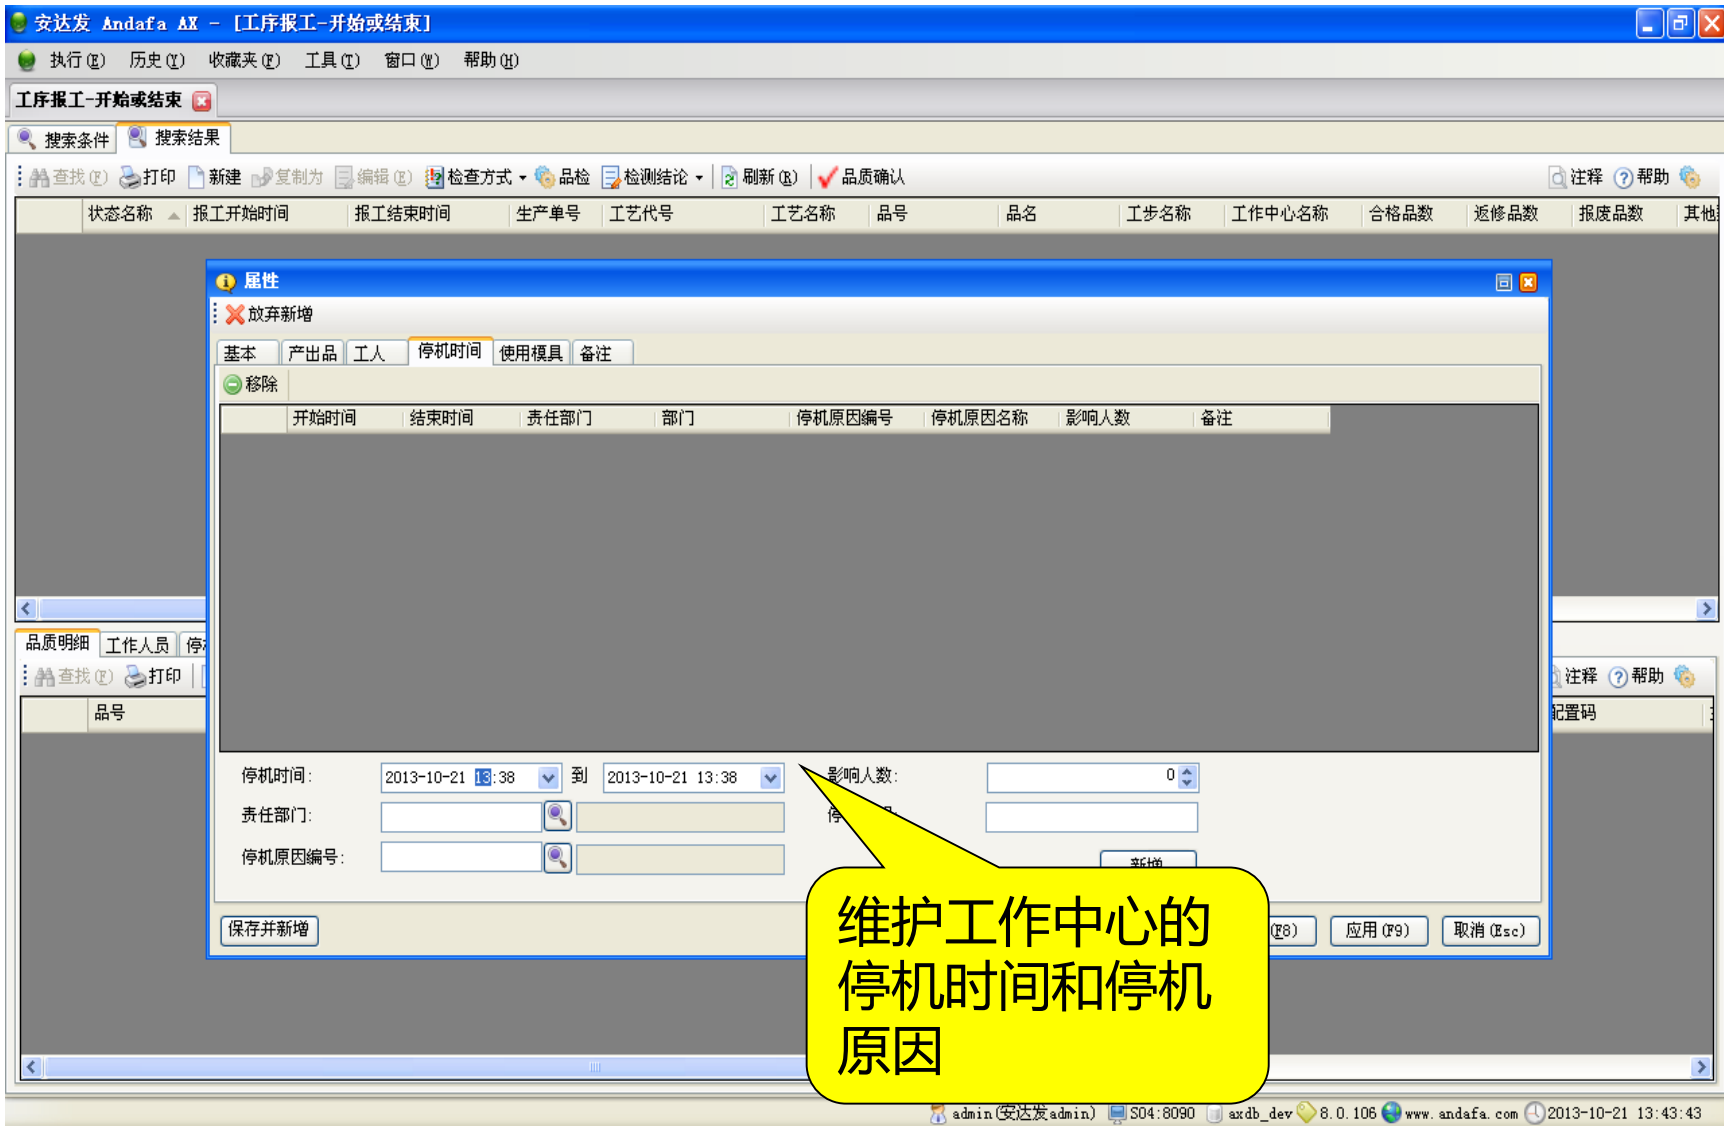 安达发 Andafa AX - [工序报工-开始或结束]
执行(E) 历史(Y) 收藏夹(F) 工具(T) 窗口(W) 帮助(H)
工序报工-开始或结束
搜索条件 搜索结果
查找(F) 打印 新建 复制为 编辑(E) 检查方式 品检 检测结论 刷新(R) 品质确认 注释 帮助
状态名称 报工开始时间 报工结束时间 生产单号 工艺代号 工艺名称 品号 品名 工步名称 工作中心名称 合格品数 返修品数 报废品数 其他
属性
放弃新增
基本 产出品 工人 停机时间 使用模具 备注
移除
开始时间 结束时间 责任部门 部门 停机原因编号 停机原因名称 影响人数 备注
品质明细 工作人员 停
查找(F) 打印 注释 帮助
品号 配置码
停机时间: 2013-10-21 13:38 到 2013-10-21 13:38 影响人数: 0
责任部门: 停
停机原因编号: 新增
保存并新增 (F8) 应用(F9) 取消(Esc)
维护工作中心的
停机时间和停机
原因
admin(安达发admin) S04:8090 axdb_dev 8.0.106 www.andafa.com 2013-10-21 13:43:43